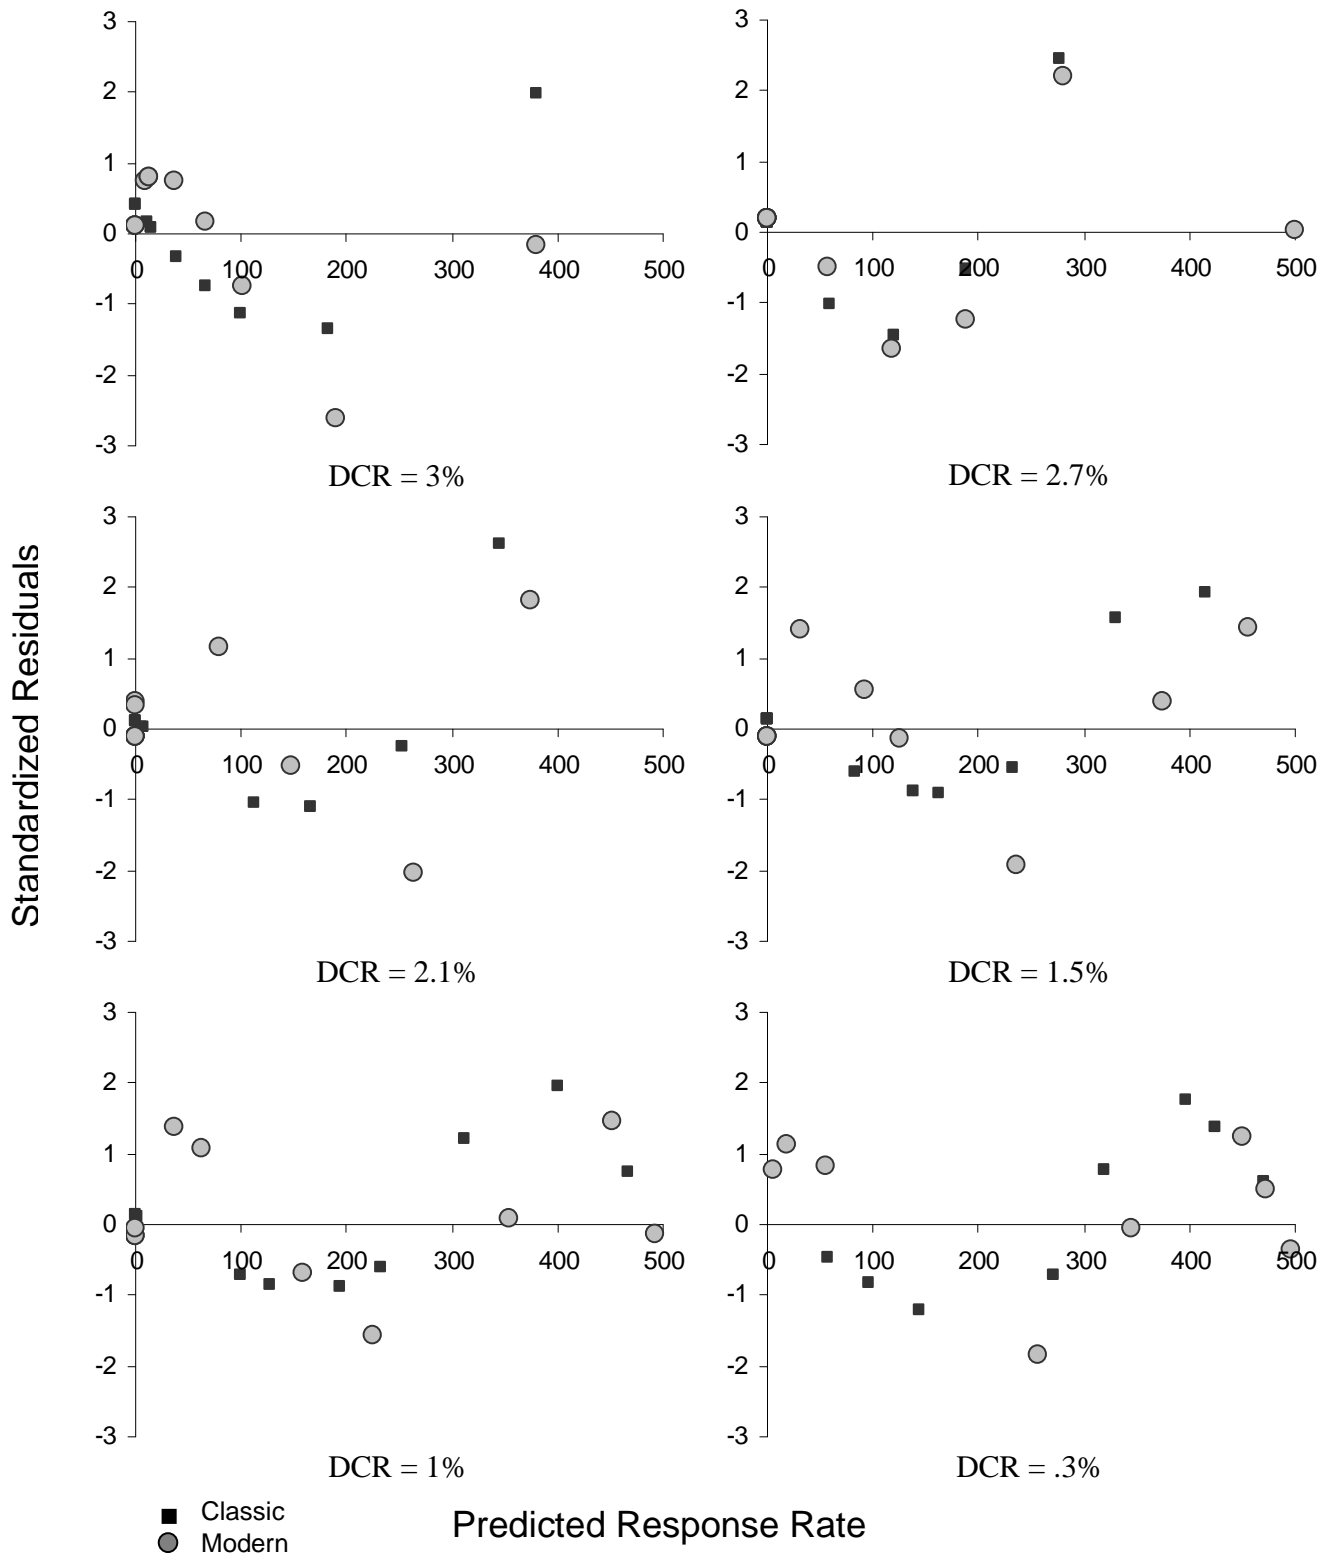 3
2
1
0
-1
-2
-3
0 100 200 300 400 500
DCR = 3%
3
2
1
0
-1
-2
-3
0 100 200 300 400 500
DCR = 2.7%
Standardized Residuals
3
2
1
0
-1
-2
-3
0 100 200 300 400 500
DCR = 2.1%
3
2
1
0
-1
-2
-3
0 100 200 300 400 500
DCR = 1.5%
3
2
1
0
-1
-2
-3
0 100 200 300 400 500
DCR = 1%
3
2
1
0
-1
-2
-3
0 100 200 300 400 500
DCR = .3%
Classic
Modern
Predicted Response Rate